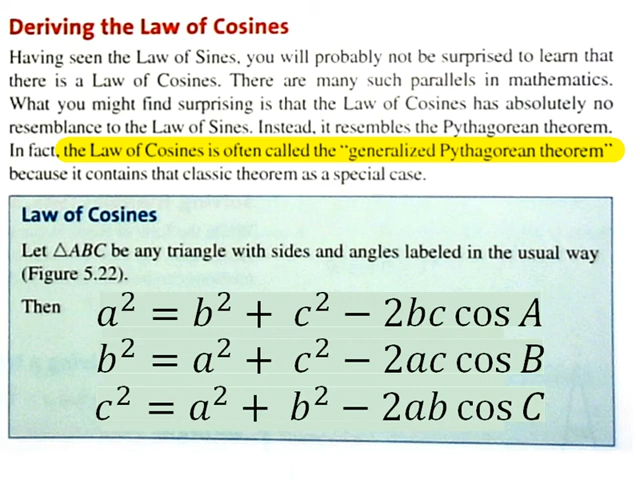 Deriving the Law of Cosines
Having seen the Law of Sines, you will probably not be surprised to learn that
there is a Law of Cosines. There are many such parallels in mathematics.
What you might find surprising is that the Law of Cosines has absolutely no
resemblance to the Law of Sines. Instead, it resembles the Pythagorean theorem.
In fact, the Law of Cosines is often called the “generalized Pythagorean theorem”
because it contains that classic theorem as a special case.
Law of Cosines
Let △ABC be any triangle with sides and angles labeled in the usual way
(Figure 5.22).
Then a² = b² + c² − 2bc cos A
b² = a² + c² − 2ac cos B
c² = a² + b² − 2ab cos C